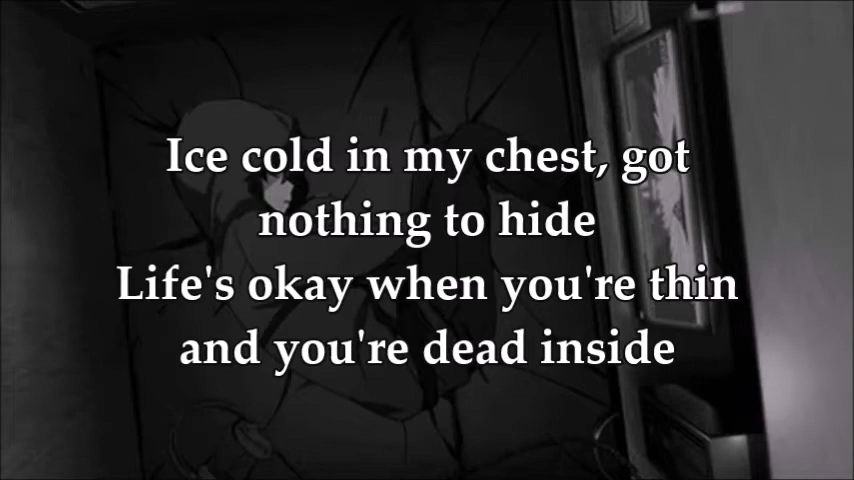 Ice cold in my chest, got
nothing to hide
Life's okay when you're thin
and you're dead inside